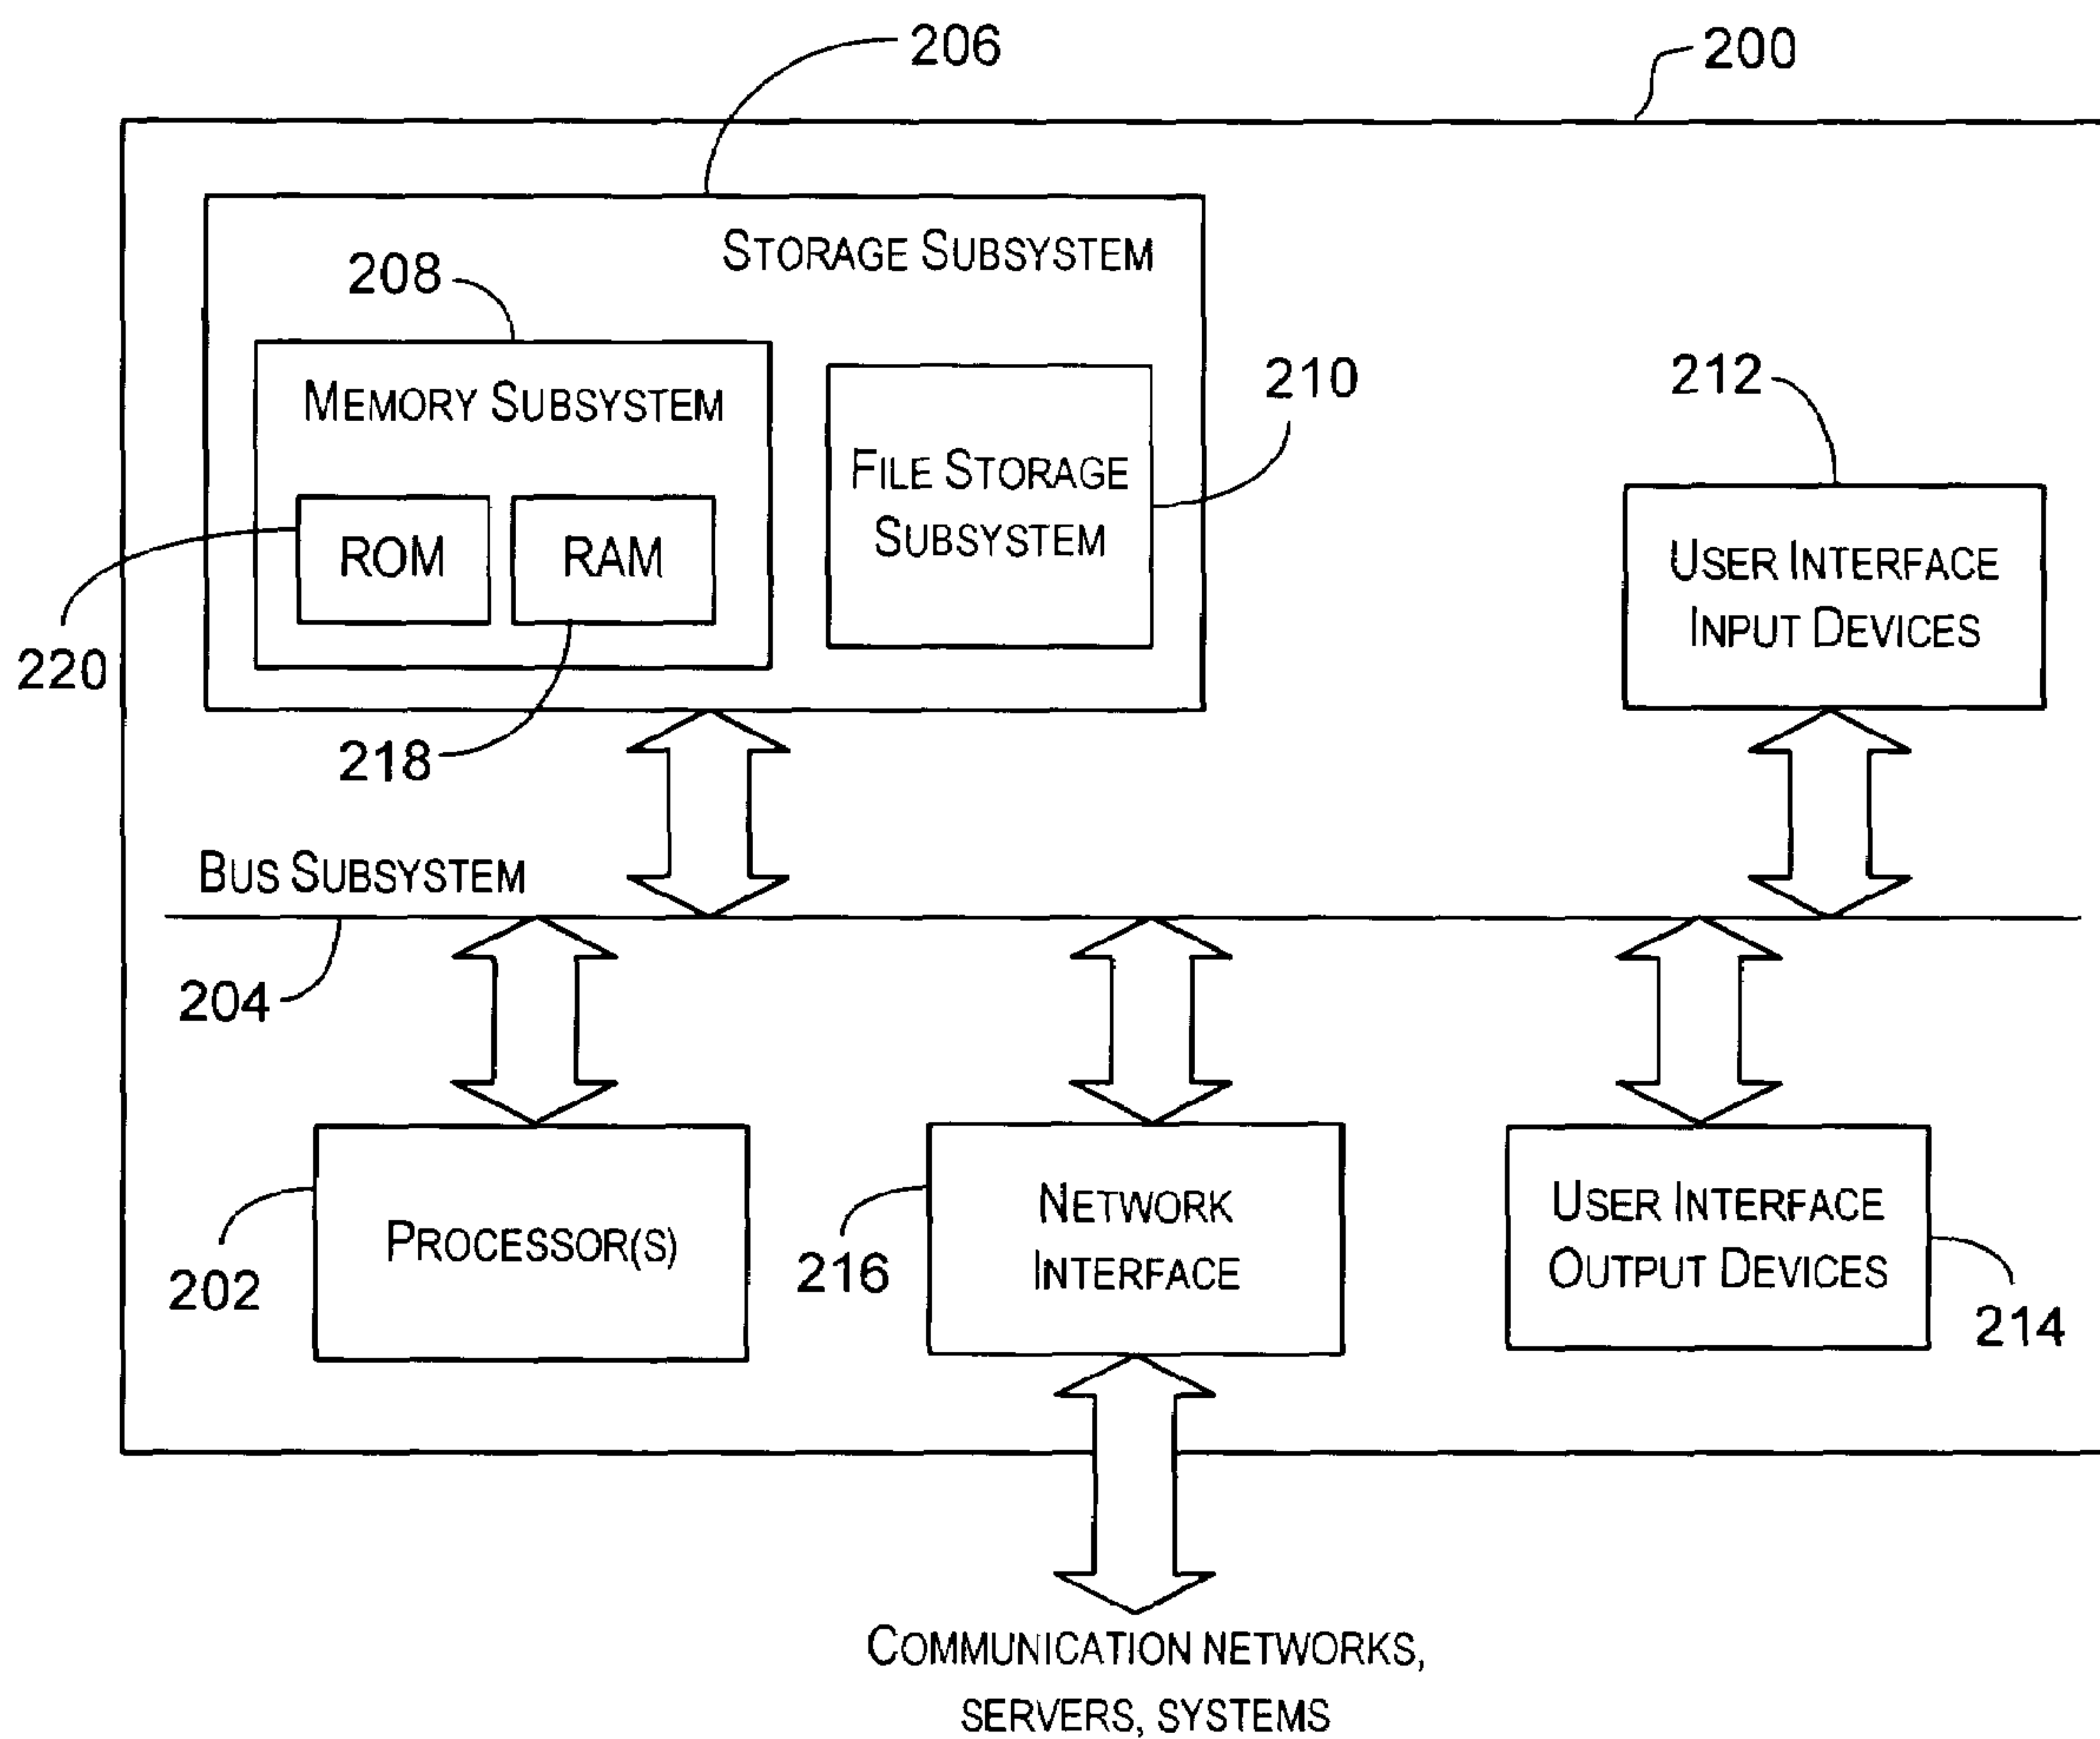 206
200
STORAGE SUBSYSTEM
208
MEMORY SUBSYSTEM
210
212
FILE STORAGE
SUBSYSTEM
ROM
RAM
USER INTERFACE
INPUT DEVICES
220
218
BUS SUBSYSTEM
204
PROCESSOR(S)
202
NETWORK
INTERFACE
216
USER INTERFACE
OUTPUT DEVICES
214
COMMUNICATION NETWORKS,
SERVERS, SYSTEMS